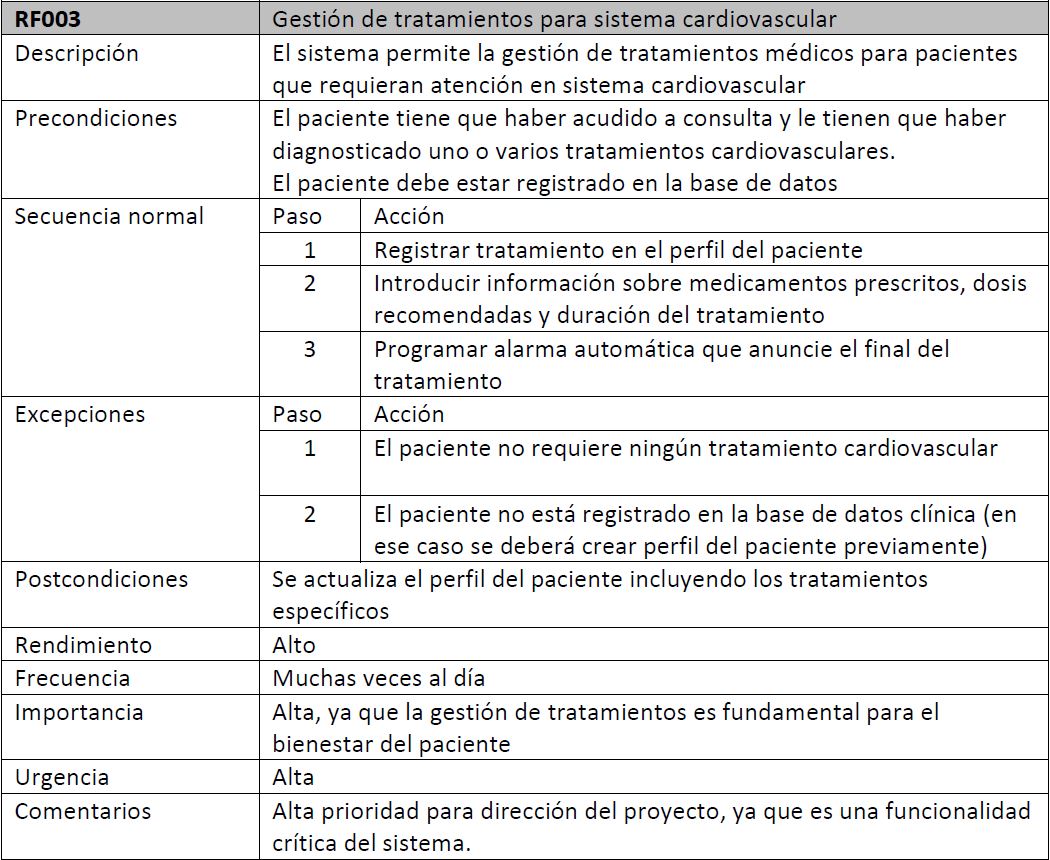 RF003 Gestión de tratamientos para sistema cardiovascular
Descripción El sistema permite la gestión de tratamientos médicos para pacientes
que requieran atención en sistema cardiovascular
Precondiciones El paciente tiene que haber acudido a consulta y le tienen que haber
diagnosticado uno o varios tratamientos cardiovasculares.
El paciente debe estar registrado en la base de datos
Secuencia normal Paso Acción
1 Registrar tratamiento en el perfil del paciente
2 Introducir información sobre medicamentos prescritos, dosis
recomendadas y duración del tratamiento
3 Programar alarma automática que anuncie el final del
tratamiento
Excepciones Paso Acción
1 El paciente no requiere ningún tratamiento cardiovascular
2 El paciente no está registrado en la base de datos clínica (en
ese caso se deberá crear perfil del paciente previamente)
Postcondiciones Se actualiza el perfil del paciente incluyendo los tratamientos
específicos
Rendimiento Alto
Frecuencia Muchas veces al día
Importancia Alta, ya que la gestión de tratamientos es fundamental para el
bienestar del paciente
Urgencia Alta
Comentarios Alta prioridad para dirección del proyecto, ya que es una funcionalidad
crítica del sistema.